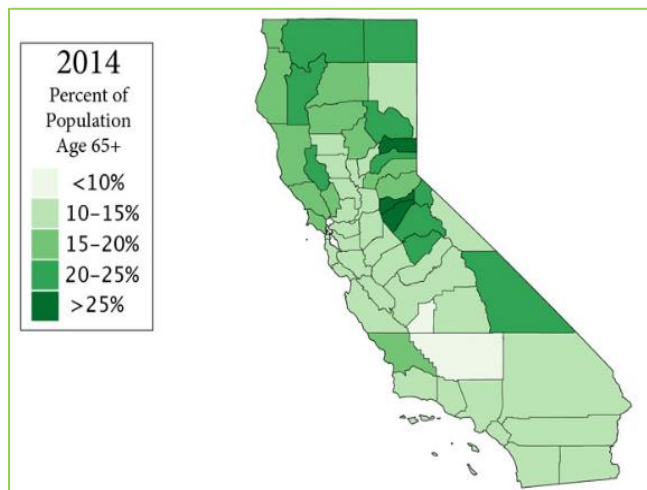 2014
Percent of
Population
Age 65+
<10%
10–15%
15–20%
20–25%
>25%